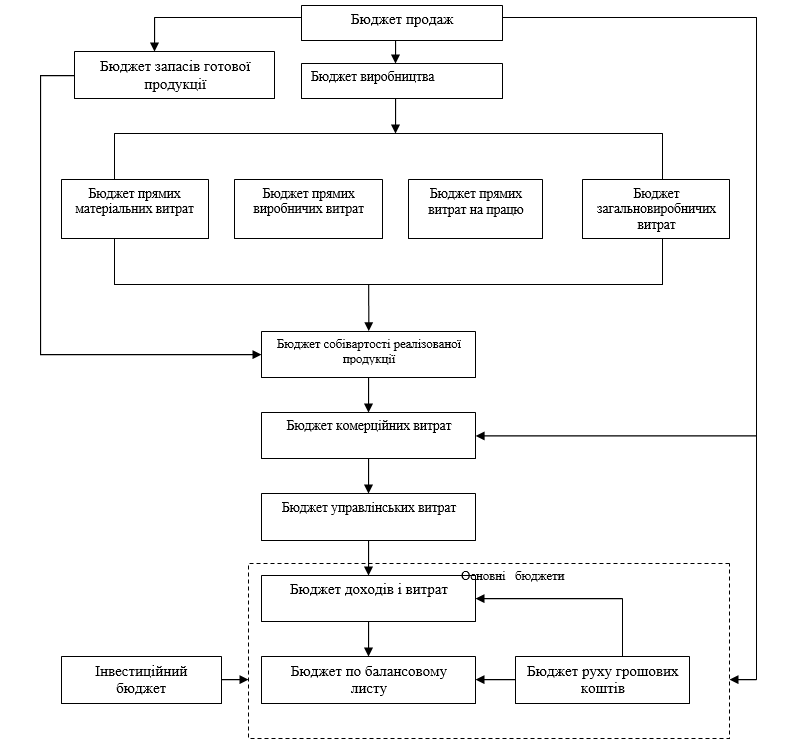 Бюджет продаж
Бюджет запасів готової
продукції
Бюджет виробництва
Бюджет прямих
матеріальних витрат
Бюджет прямих
виробничих витрат
Бюджет прямих
витрат на працю
Бюджет
загальновиробничих
витрат
Бюджет собівартості реалізованої
продукції
Бюджет комерційних витрат
Бюджет управлінських витрат
Основні бюджети
Бюджет доходів і витрат
Інвестиційний
бюджет
Бюджет по балансовому
листу
Бюджет руху грошових
коштів